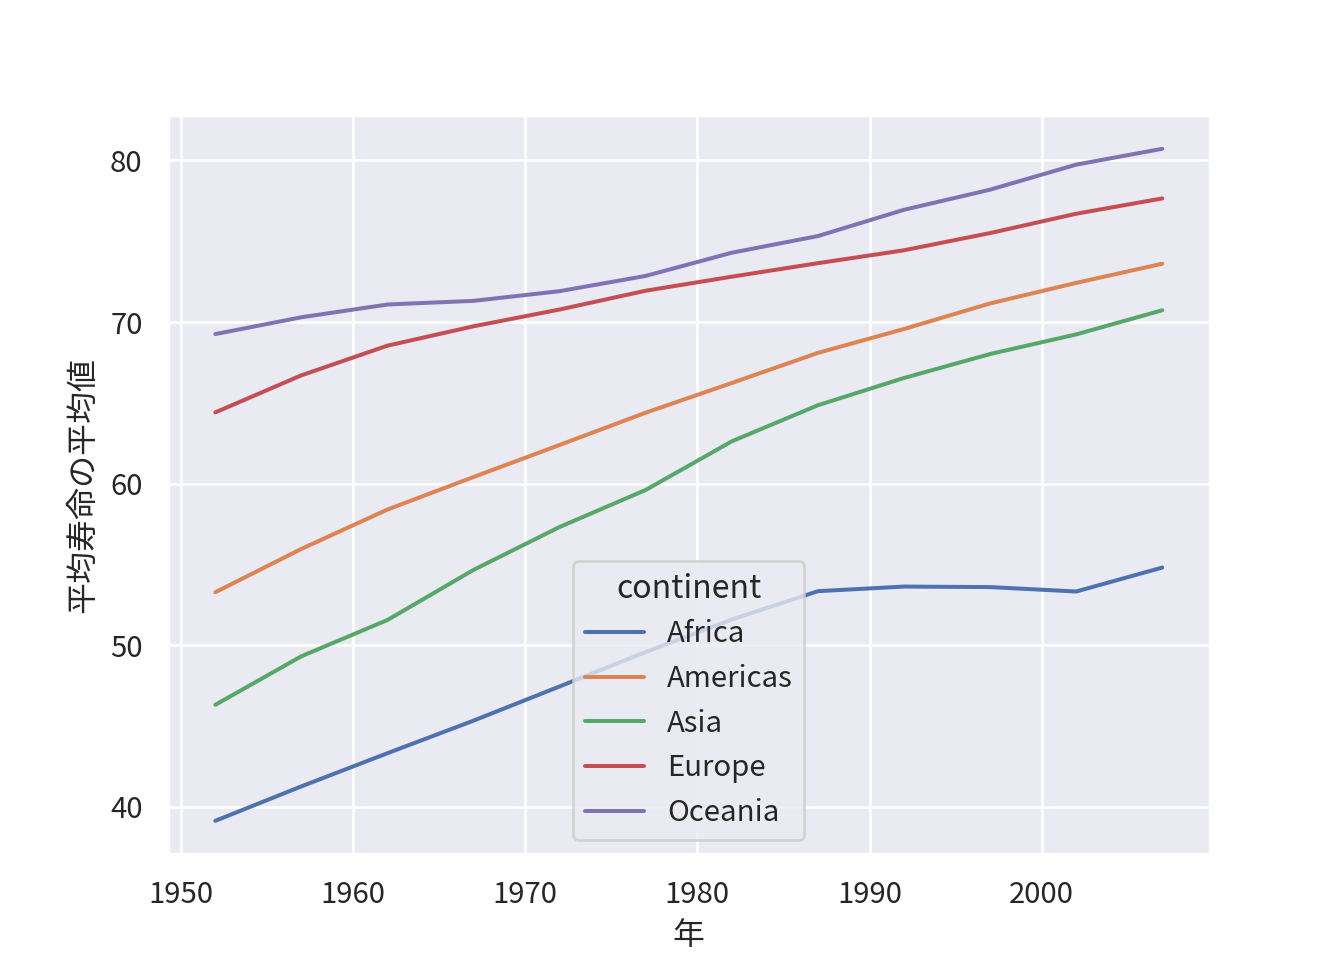 80
70
60
50
40
平均寿命の平均値
continent
Africa
Americas
Asia
Europe
Oceania
1950 1960 1970 1980 1990 2000
年